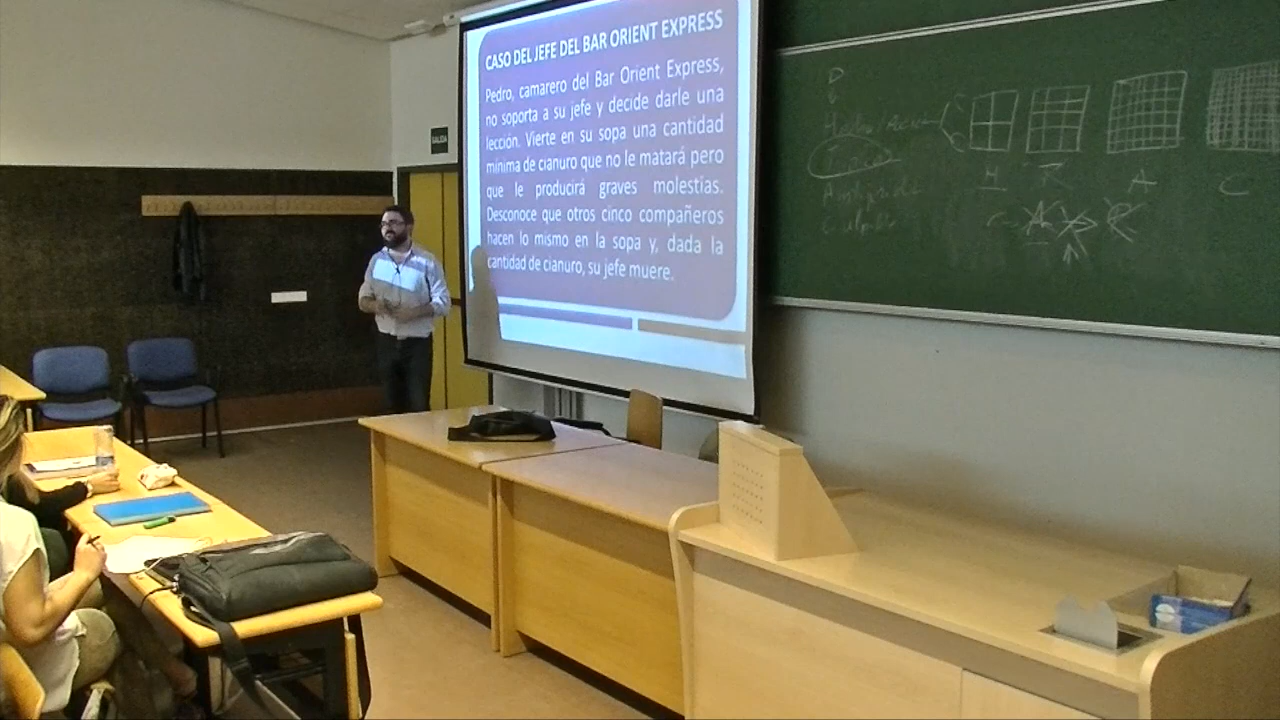 CASO DEL JEFE DEL BAR ORIENT EXPRESS
Pedro, camarero del Bar Orient Express,
no soporta a su jefe y decide darle una
lección. Vierte en su sopa una cantidad
mínima de cianuro que no le matará pero
que le producirá graves molestias.
Desconoce que otros cinco compañeros
hacen lo mismo en la sopa y, dada la
cantidad de cianuro, su jefe muere.
SALIDA
D
M R A C